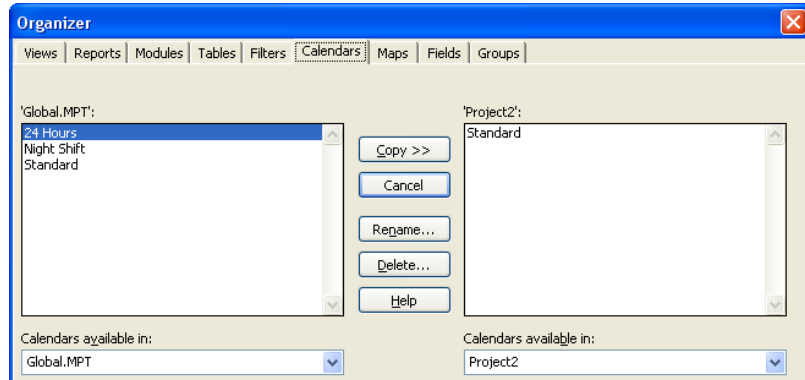 Organizer
Views Reports Modules Tables Filters Calendars Maps Fields Groups
'Global.MPT': 'Project2':
24 Hours Standard
Night Shift
Standard
Copy >>
Cancel
Rename...
Delete...
Help
Calendars available in: Calendars available in:
Global.MPT Project2